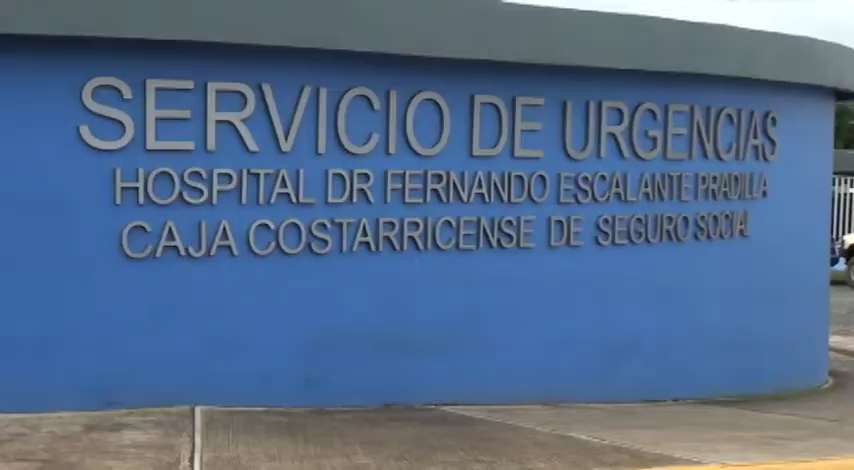 SERVICIO DE URGENCIAS
HOSPITAL DR FERNANDO ESCALANTE PRADILLA
CAJA COSTARRICENSE DE SEGURO SOCIAL